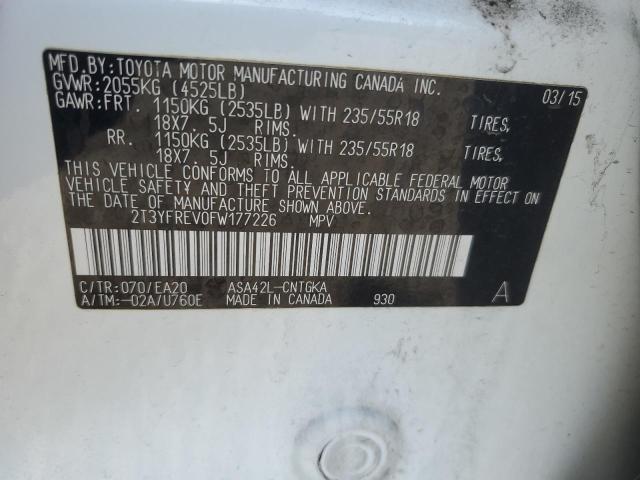 MFD.BY:TOYOTA MOTOR MANUFACTURING CANADA INC.
GVWR:2055KG (4525LB) 03/15
GAWR:FRT. 1150KG (2535LB) WITH 235/55R18 TIRES,
18X7. 5J RIMS.
RR. 1150KG (2535LB) WITH 235/55R18 TIRES,
18X7. 5J RIMS.
THIS VEHICLE CONFORMS TO ALL APPLICABLE FEDERAL MOTOR
VEHICLE SAFETY AND THEFT PREVENTION STANDARDS IN EFFECT ON
THE DATE OF MANUFACTURE SHOWN ABOVE.
2T3YFREV0FW177226 MPV
C/TR:070/EA20 ASA42L-CNTGKA
A/TM:-02A/U760E MADE IN CANADA 930 A